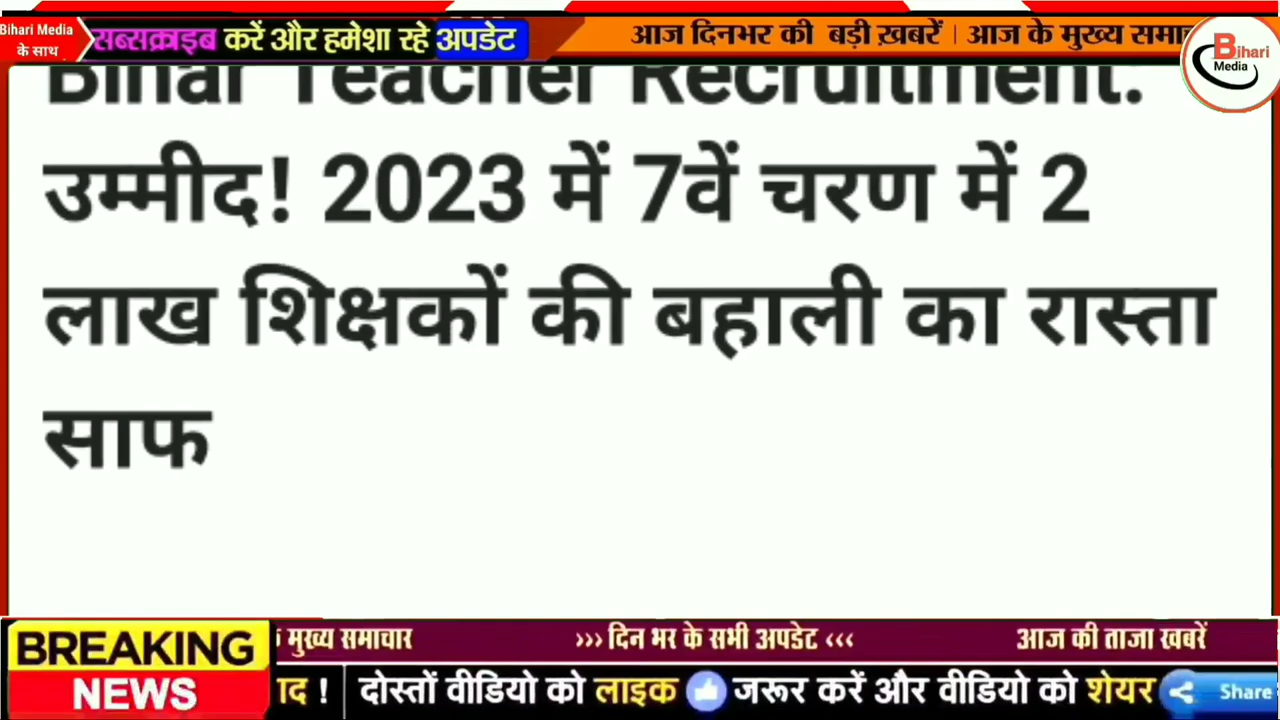 Bihari Media
के साथ
सब्सक्राइब करें और हमेशा रहे अपडेट
आज दिनभर की बड़ी ख़बरें | आज के मुख्य
Bihari
Media
Bihar Teacher Recruitment:
उम्मीद! 2023 में 7वें चरण में 2
लाख शिक्षकों की बहाली का रास्ता
साफ
BREAKING
NEWS
मुख्य समाचार >>> दिन भर के सभी अपडेट <<< आज की ताजा खबरें
! दोस्तों वीडियो को लाइक जरूर करें और वीडियो को शेयर Share